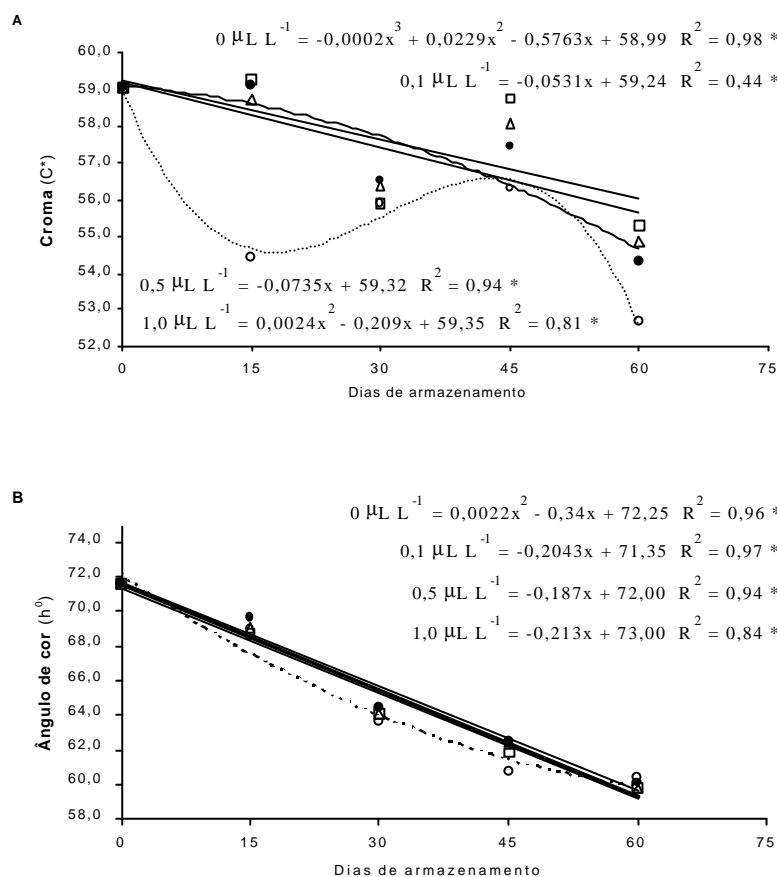 A
0 μL L⁻¹ = -0,0002x³ + 0,0229x² - 0,5763x + 58,99 R² = 0,98 *
0,1 μL L⁻¹ = -0,0531x + 59,24 R² = 0,44 *
60,0
59,0
58,0
57,0
56,0
55,0
54,0
53,0
52,0
Croma (C*)
0,5 μL L⁻¹ = -0,0735x + 59,32 R² = 0,94 *
1,0 μL L⁻¹ = 0,0024x² - 0,209x + 59,35 R² = 0,81 *
0 15 30 45 60 75
Dias de armazenamento
B
0 μL L⁻¹ = 0,0022x² - 0,34x + 72,25 R² = 0,96 *
0,1 μL L⁻¹ = -0,2043x + 71,35 R² = 0,97 *
0,5 μL L⁻¹ = -0,187x + 72,00 R² = 0,94 *
1,0 μL L⁻¹ = -0,213x + 73,00 R² = 0,84 *
74,0
72,0
70,0
68,0
66,0
64,0
62,0
60,0
58,0
Ângulo de cor (h⁰)
0 15 30 45 60 75
Dias de armazenamento